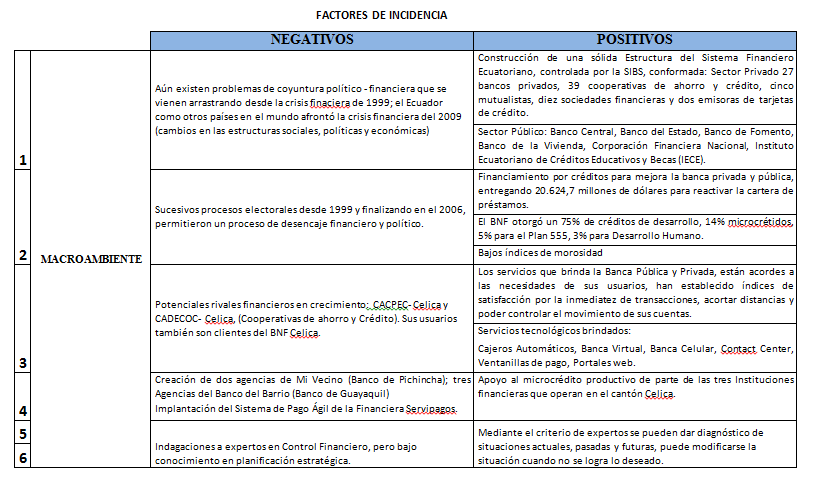 FACTORES DE INCIDENCIA
NEGATIVOS
POSITIVOS
1
MACROAMBIENTE
Aún existen problemas de coyuntura político - financiera que se
vienen arrastrando desde la crisis finaciera de 1999; el Ecuador
como otros países en el mundo afrontó la crisis financiera del 2009
(cambios en las estructuras sociales, políticas y económicas)
Construcción de una sólida Estructura del Sistema Financiero
Ecuatoriano, controlada por la SIBS, conformada: Sector Privado 27
bancos privados, 39 cooperativas de ahorro y crédito, cinco
mutualistas, diez sociedades financieras y dos emisoras de tarjetas
de crédito.
Sector Público: Banco Central, Banco del Estado, Banco de Fomento,
Banco de la Vivienda, Corporación Financiera Nacional, Instituto
Ecuatoriano de Créditos Educativos y Becas (IECE).
2
Sucesivos procesos electorales desde 1999 y finalizando en el 2006,
permitieron un proceso de desencaje financiero y político.
Financiamiento por créditos para mejora la banca privada y pública,
entregando 20.624,7 millones de dólares para reactivar la cartera de
préstamos.
El BNF otorgó un 75% de créditos de desarrollo, 14% microcrétidos,
5% para el Plan 555, 3% para Desarrollo Humano.
Bajos índices de morosidad
3
Potenciales rivales financieros en crecimiento: CACPEC- Celica y
CADECOC- Celica, (Cooperativas de ahorro y Crédito). Sus usuarios
también son clientes del BNF Celica.
Los servicios que brinda la Banca Pública y Privada, están acordes a
las necesidades de sus usuarios, han establecido índices de
satisfacción por la inmediatez de transacciones, acortar distancias y
poder controlar el movimiento de sus cuentas.
Servicios tecnológicos brindados:
Cajeros Automáticos, Banca Virtual, Banca Celular, Contact Center,
Ventanillas de pago, Portales web.
4
Creación de dos agencias de Mi Vecino (Banco de Pichincha); tres
Agencias del Banco del Barrio (Banco de Guayaquil)
Implantación del Sistema de Pago Ágil de la Financiera Servipagos.
Apoyo al microcrédito productivo de parte de las tres Instituciones
financieras que operan en el cantón Celica.
5
6
Indagaciones a expertos en Control Financiero, pero bajo
conocimiento en planificación estratégica.
Mediante el criterio de expertos se pueden dar diagnóstico de
situaciones actuales, pasadas y futuras, puede modificarse la
situación cuando no se logra lo deseado.